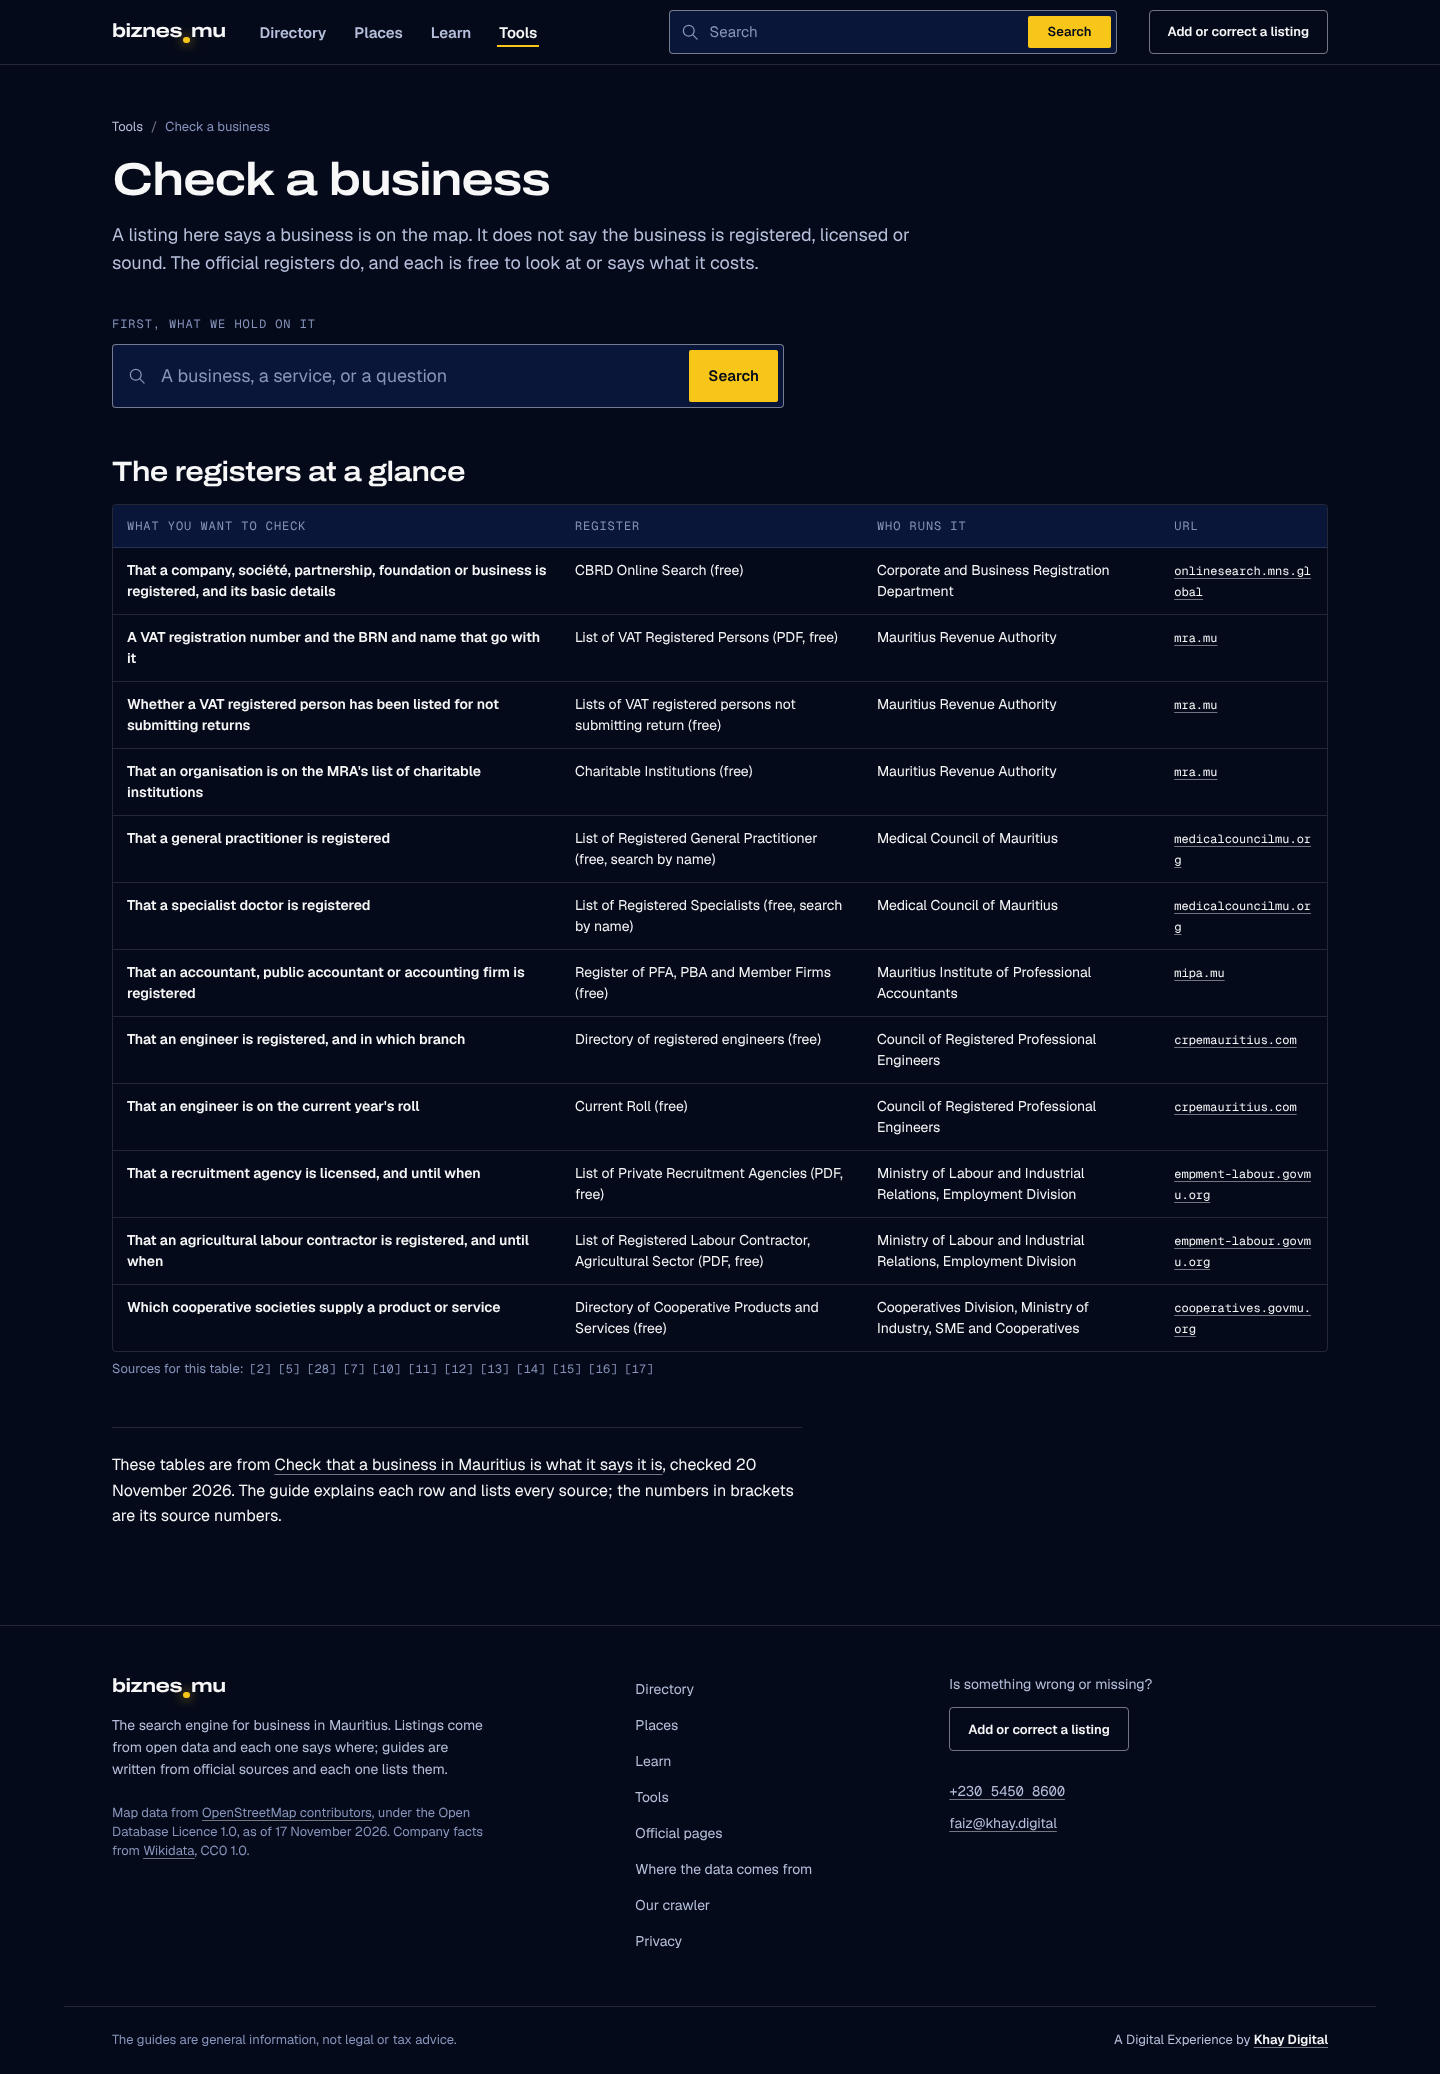 biznes.mu
Directory
Places
Learn
Tools
Search
Search
Add or correct a listing
Tools / Check a business
Check a business
A listing here says a business is on the map. It does not say the business is registered, licensed or
sound. The official registers do, and each is free to look at or says what it costs.
FIRST, WHAT WE HOLD ON IT
A business, a service, or a question
Search
The registers at a glance
WHAT YOU WANT TO CHECK
REGISTER
WHO RUNS IT
URL
That a company, société, partnership, foundation or business is
registered, and its basic details
CBRD Online Search (free)
Corporate and Business Registration
Department
onlinesearch.mns.gl
obal
A VAT registration number and the BRN and name that go with
it
List of VAT Registered Persons (PDF, free)
Mauritius Revenue Authority
mra.mu
Whether a VAT registered person has been listed for not
submitting returns
Lists of VAT registered persons not
submitting return (free)
Mauritius Revenue Authority
mra.mu
That an organisation is on the MRA's list of charitable
institutions
Charitable Institutions (free)
Mauritius Revenue Authority
mra.mu
That a general practitioner is registered
List of Registered General Practitioner
(free, search by name)
Medical Council of Mauritius
medicalcouncilmu.or
g
That a specialist doctor is registered
List of Registered Specialists (free, search
by name)
Medical Council of Mauritius
medicalcouncilmu.or
g
That an accountant, public accountant or accounting firm is
registered
Register of PFA, PBA and Member Firms
(free)
Mauritius Institute of Professional
Accountants
mipa.mu
That an engineer is registered, and in which branch
Directory of registered engineers (free)
Council of Registered Professional
Engineers
crpemauritius.com
That an engineer is on the current year's roll
Current Roll (free)
Council of Registered Professional
Engineers
crpemauritius.com
That a recruitment agency is licensed, and until when
List of Private Recruitment Agencies (PDF,
free)
Ministry of Labour and Industrial
Relations, Employment Division
empment-labour.govm
u.org
That an agricultural labour contractor is registered, and until
when
List of Registered Labour Contractor,
Agricultural Sector (PDF, free)
Ministry of Labour and Industrial
Relations, Employment Division
empment-labour.govm
u.org
Which cooperative societies supply a product or service
Directory of Cooperative Products and
Services (free)
Cooperatives Division, Ministry of
Industry, SME and Cooperatives
cooperatives.govmu.
org
Sources for this table: [2] [5] [28] [7] [10] [11] [12] [13] [14] [15] [16] [17]
These tables are from Check that a business in Mauritius is what it says it is, checked 20
November 2026. The guide explains each row and lists every source; the numbers in brackets
are its source numbers.
biznes.mu
The search engine for business in Mauritius. Listings come
from open data and each one says where; guides are
written from official sources and each one lists them.
Map data from OpenStreetMap contributors, under the Open
Database Licence 1.0, as of 17 November 2026. Company facts
from Wikidata, CC0 1.0.
Directory
Places
Learn
Tools
Official pages
Where the data comes from
Our crawler
Privacy
Is something wrong or missing?
Add or correct a listing
+230 5450 8600
faiz@khay.digital
The guides are general information, not legal or tax advice.
A Digital Experience by Khay Digital